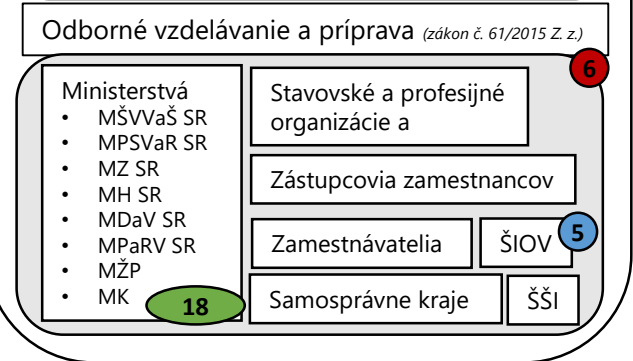 Odborné vzdelávanie a príprava (zákon č. 61/2015 Z. z.)
6
Ministerstvá
• MŠVVaŠ SR
• MPSVaR SR
• MZ SR
• MH SR
• MDaV SR
• MPaRV SR
• MŽP
• MK
18
Stavovské a profesijné
organizácie a
Zástupcovia zamestnancov
Zamestnávatelia
ŠIOV
5
Samosprávne kraje
ŠŠI